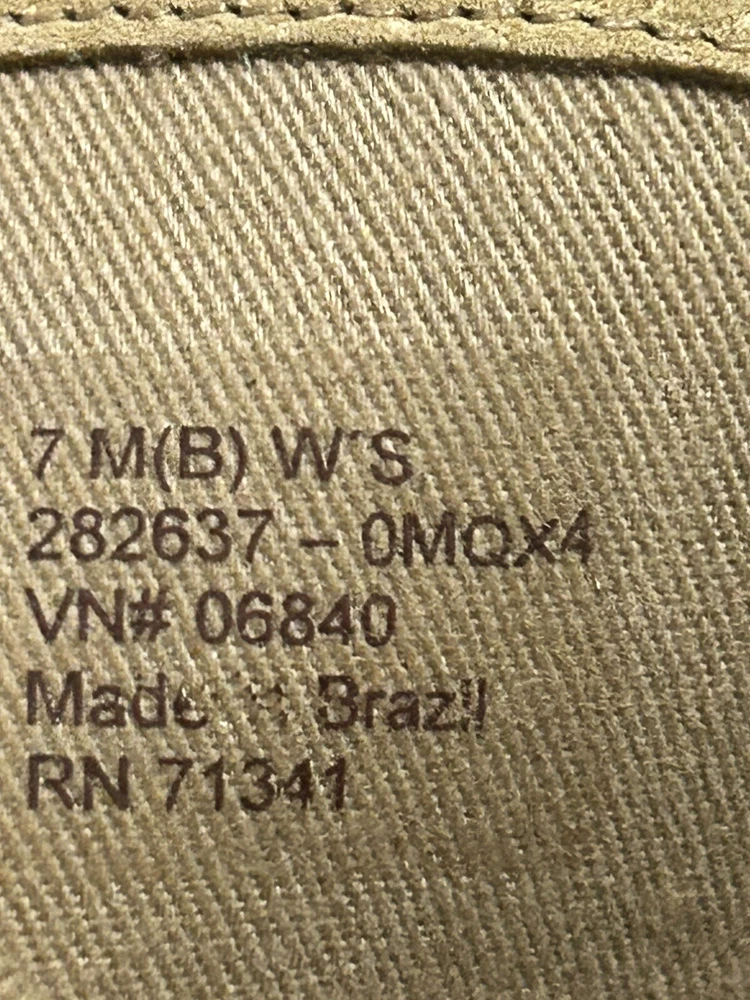 7 M(B) W'S
282637 - 0MQX4
VN# 06840
Made Brazil
RN 71341